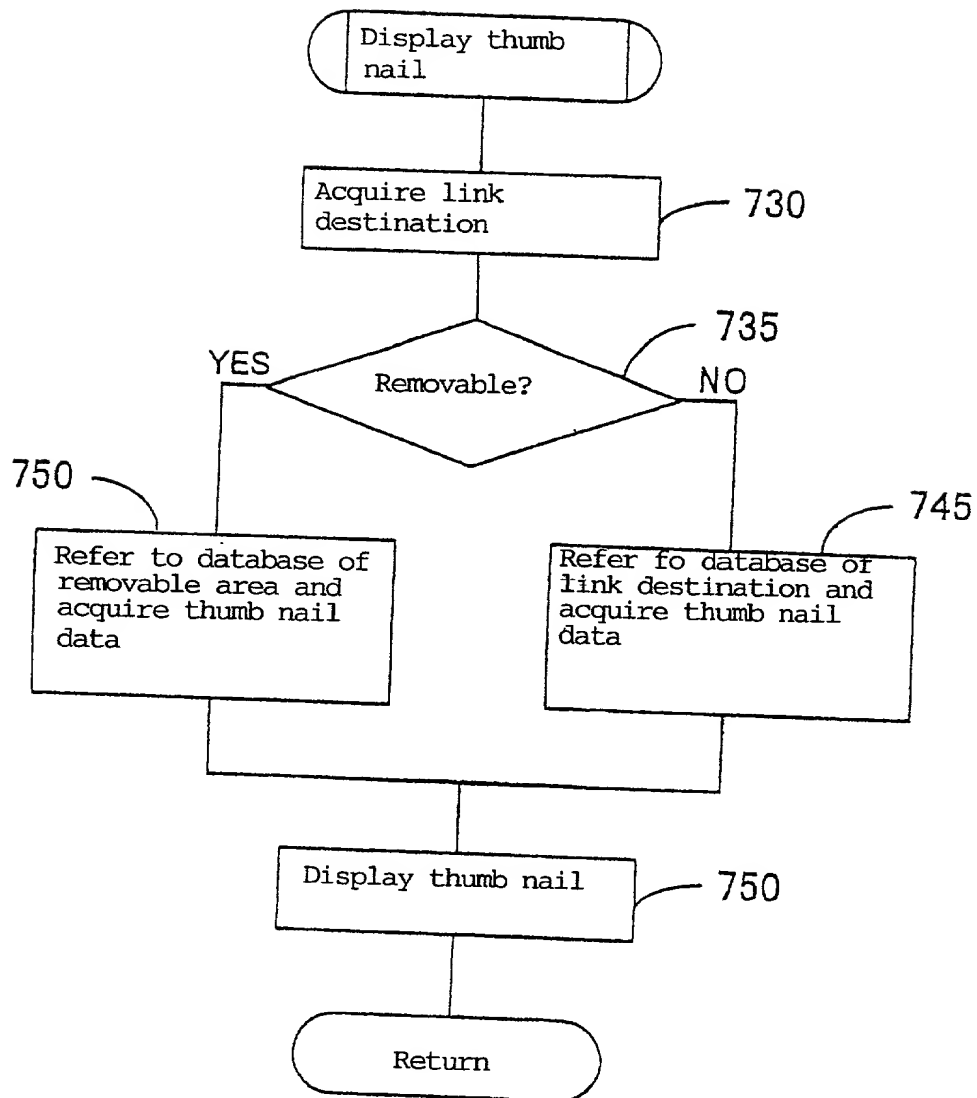 Display thumb
nail
Acquire link
destination
730
735
YES
Removable?
NO
750
745
Refer to database of
removable area and
acquire thumb nail
data
Refer fo database of
link destination and
acquire thumb nail
data
Display thumb nail
750
Return